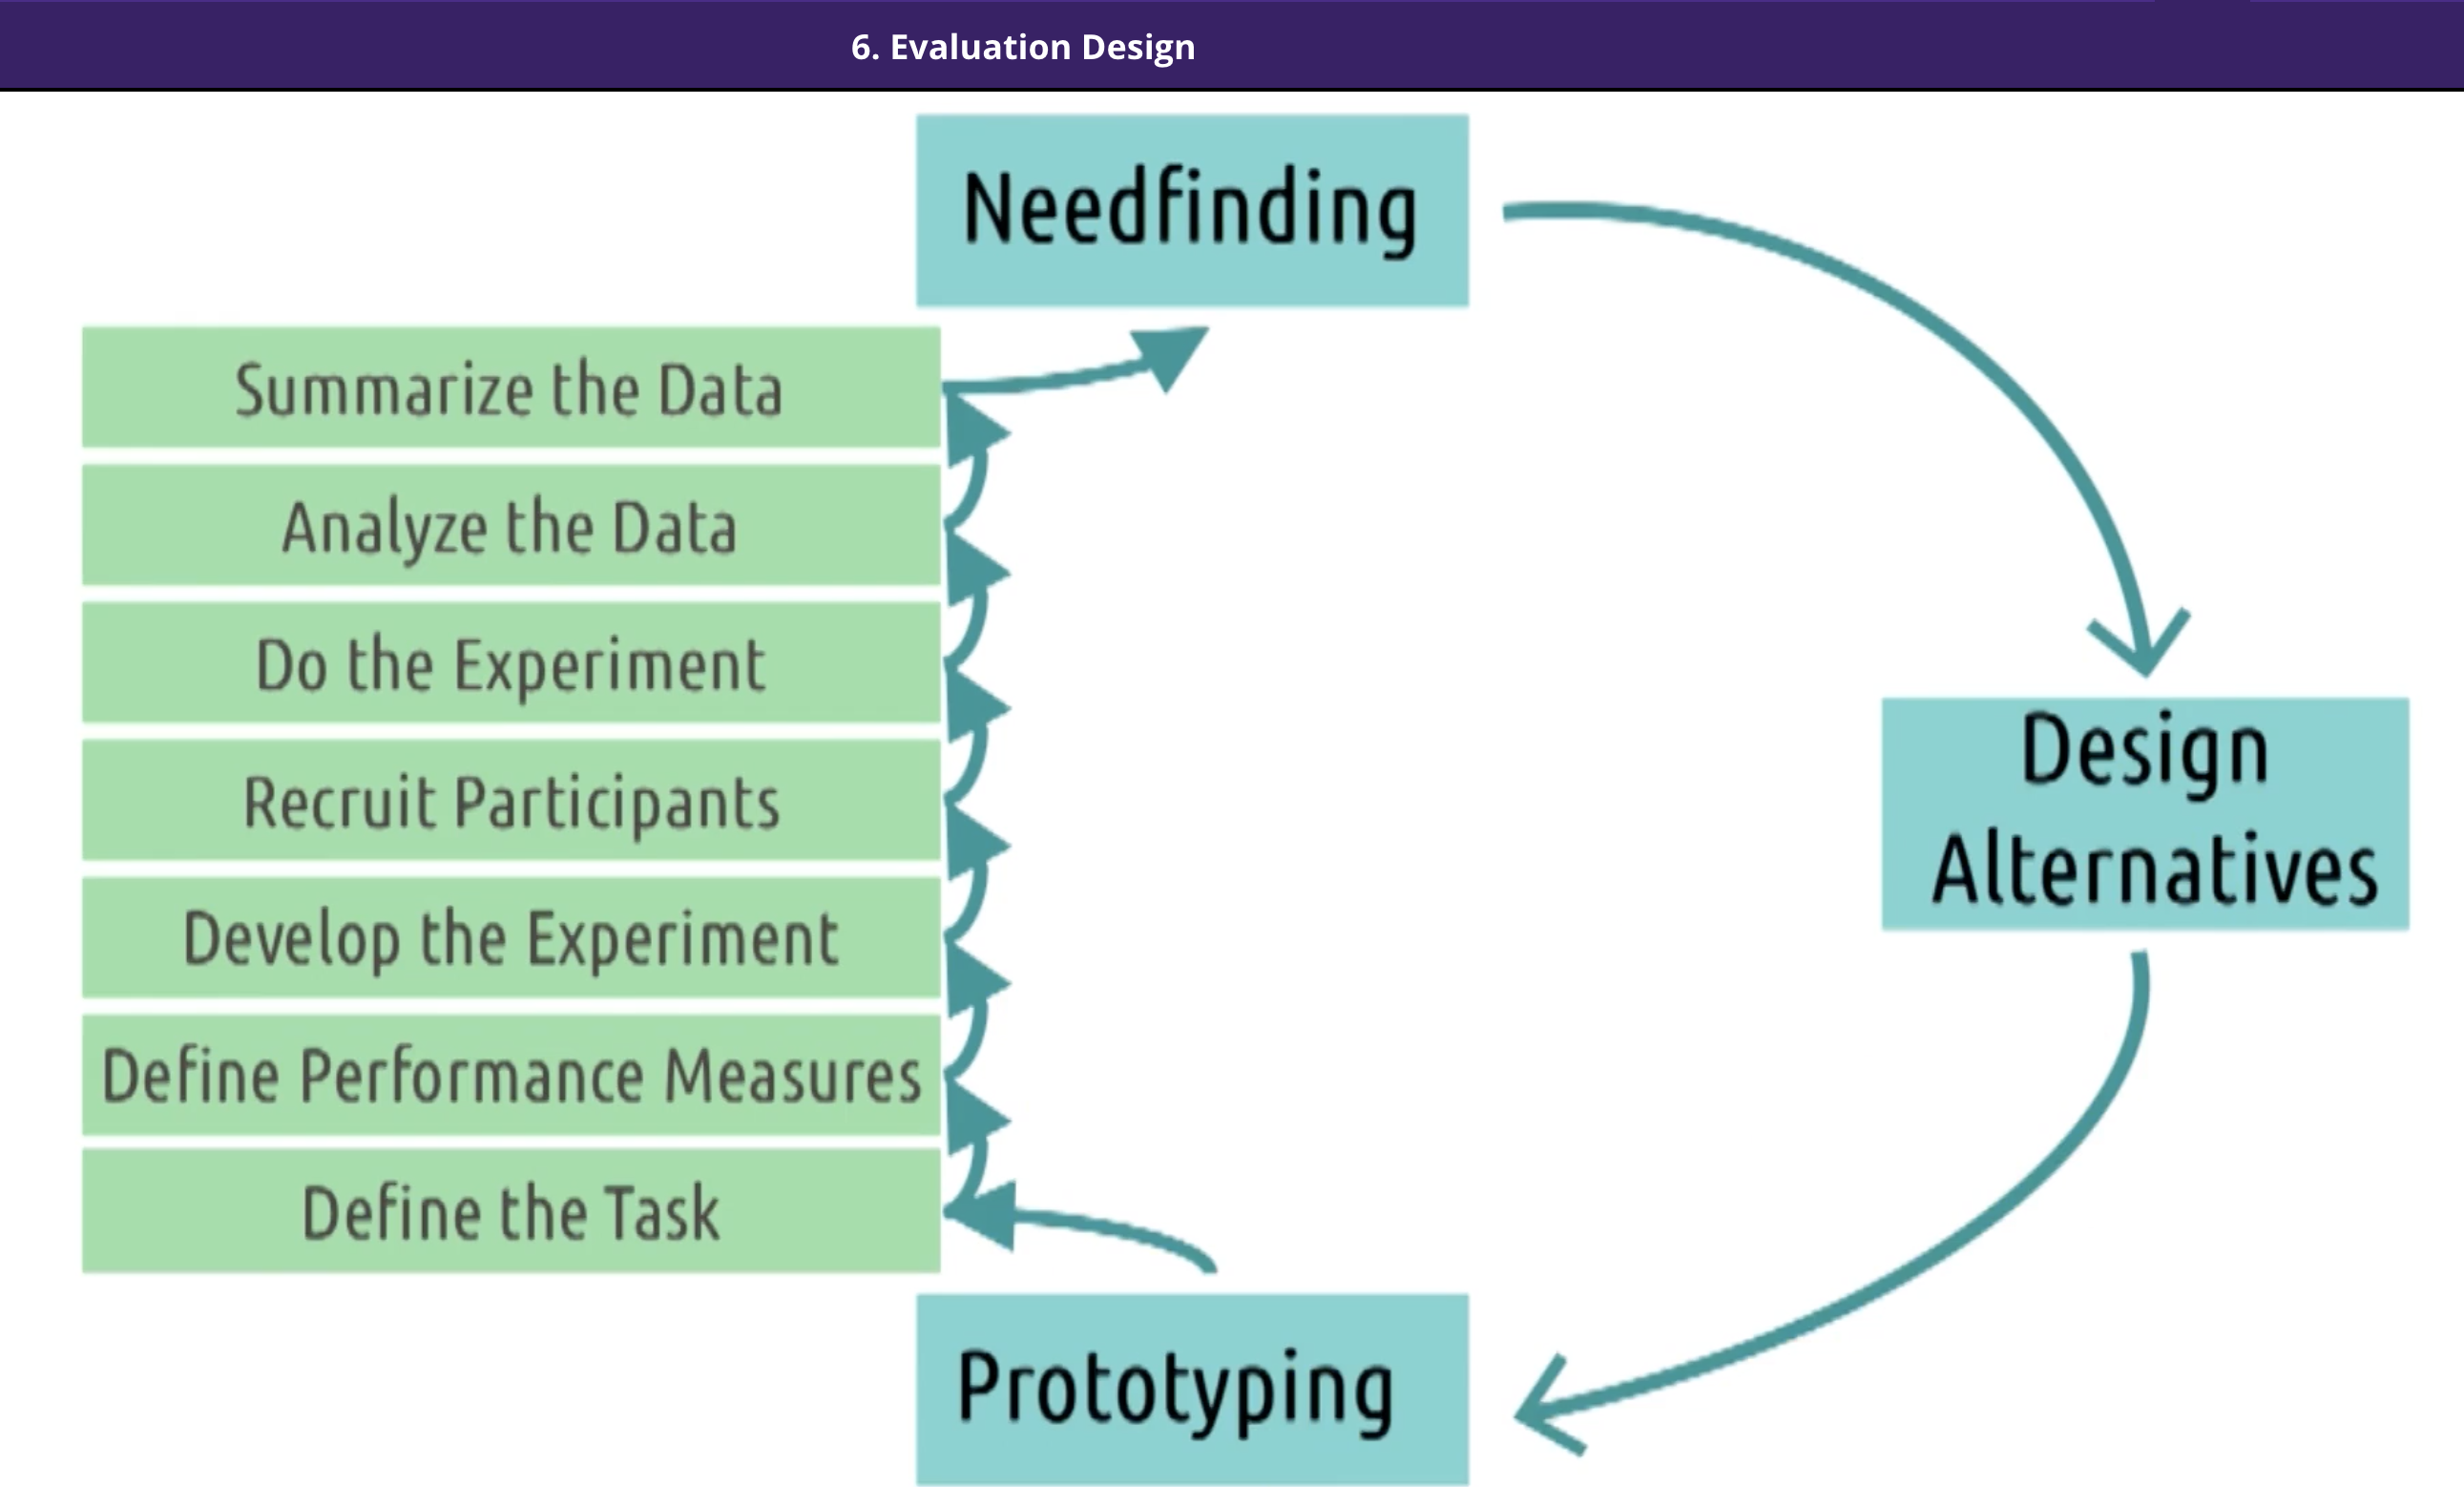 6. Evaluation Design
Needfinding
Summarize the Data
Analyze the Data
Do the Experiment
Recruit Participants
Develop the Experiment
Define Performance Measures
Define the Task
Design
Alternatives
Prototyping